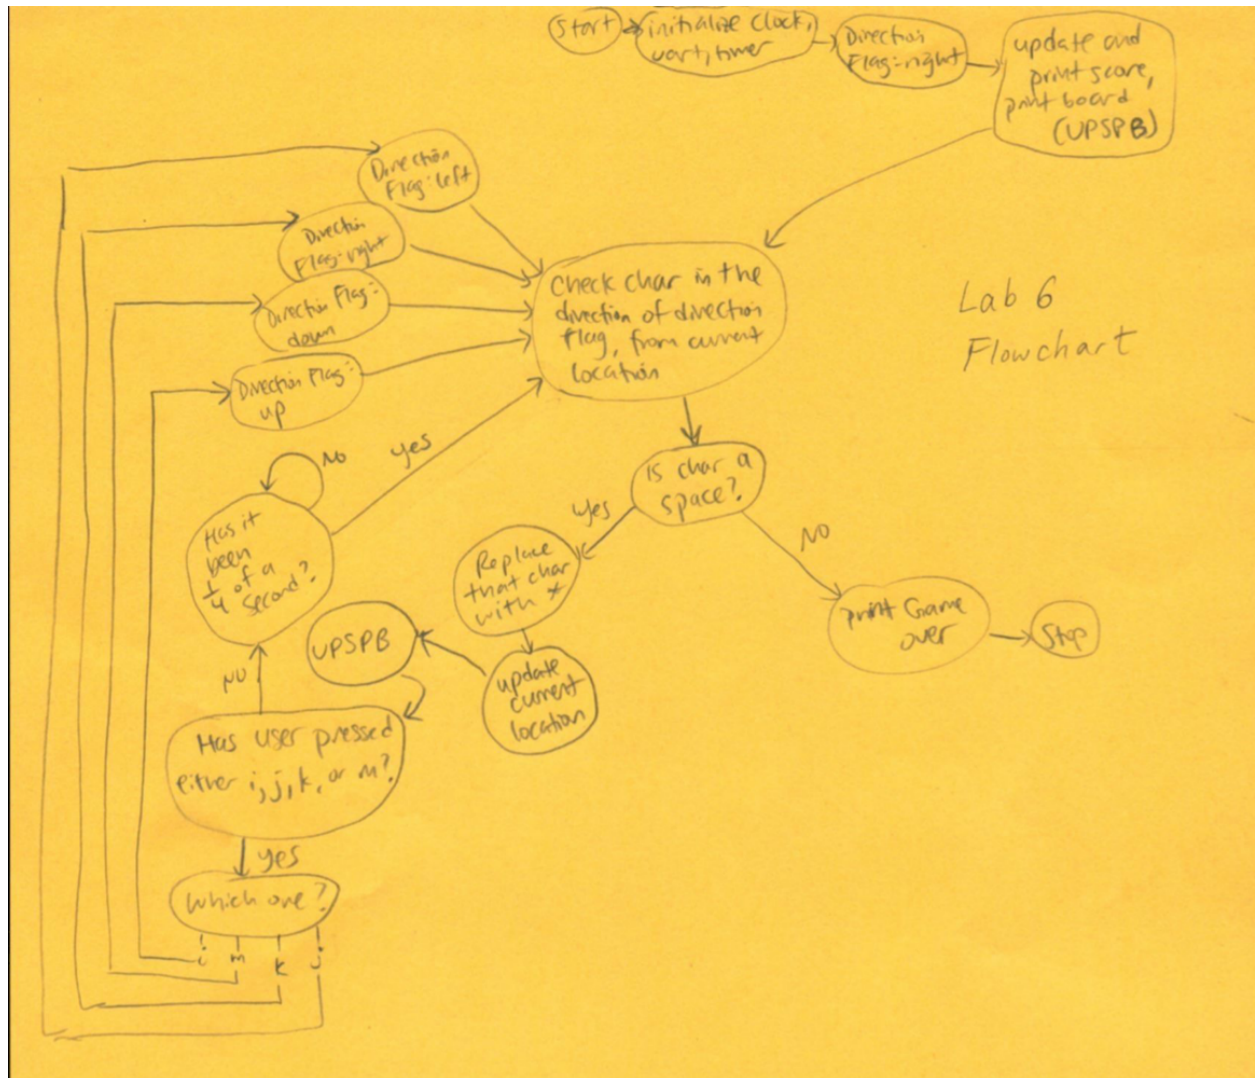 Start
initialize clock,
uart, timer
Direction
Flag=right
update and
print score,
print board
(UPSPB)
Direction
Flag=left
Direction
Flag=right
Direction Flag=
down
Direction Flag=
up
check char in the
direction of direction
flag, from current
location
Lab 6
Flowchart
NO
yes
Is char a
space?
yes
NO
Has it
been
1/4 of a
second?
Replace
that char
with *
print Game
over
Stop
UPSPB
update
current
location
NO
Has user pressed
either i, j, k, or m?
yes
which one?
i m k j